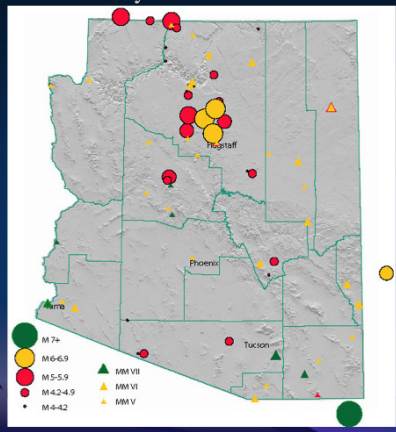 Flagstaff
Phoenix
Tucson
M 7+
M 6-6.9
M 5-5.9
M 4.2-4.9
M 4-4.2
MM VII
MM VI
MM V